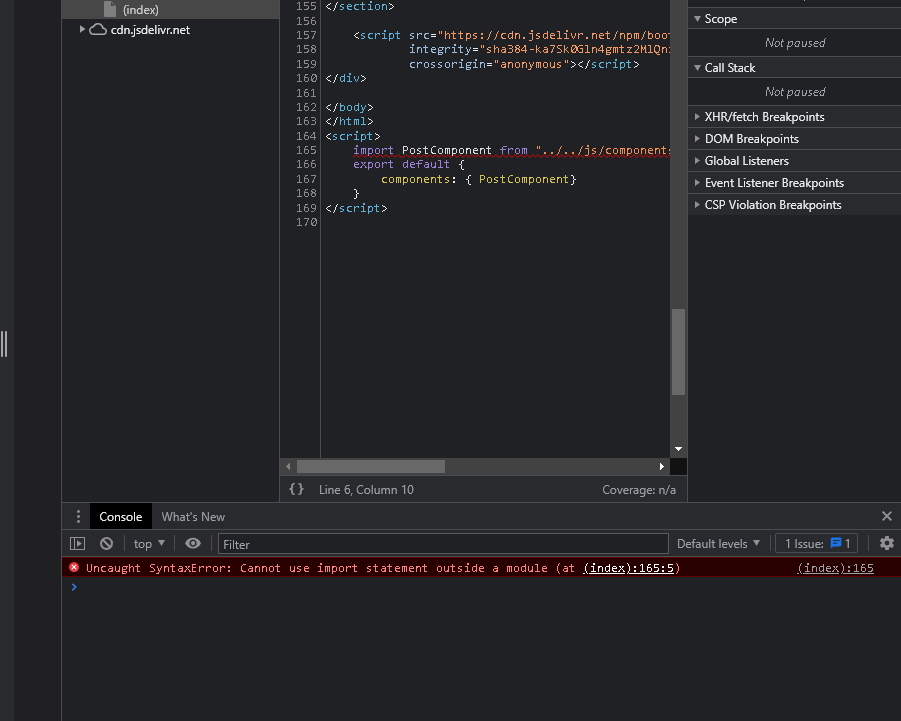 (index)
cdn.jsdelivr.net
155 </section>
156
157 <script src="https://cdn.jsdelivr.net/npm/boot
158 integrity="sha384-ka7Sk0Gln4gmtz2MlQni
159 crossorigin="anonymous"></script>
160 </div>
161
162 </body>
163 </html>
164 <script>
165 import PostComponent from "../../js/components
166 export default {
167 components: { PostComponent}
168 }
169 </script>
170
{} Line 6, Column 10 Coverage: n/a
Scope
Not paused
Call Stack
Not paused
XHR/fetch Breakpoints
DOM Breakpoints
Global Listeners
Event Listener Breakpoints
CSP Violation Breakpoints
Console What's New
top Filter Default levels 1 Issue: 1
Uncaught SyntaxError: Cannot use import statement outside a module (at (index):165:5) (index):165